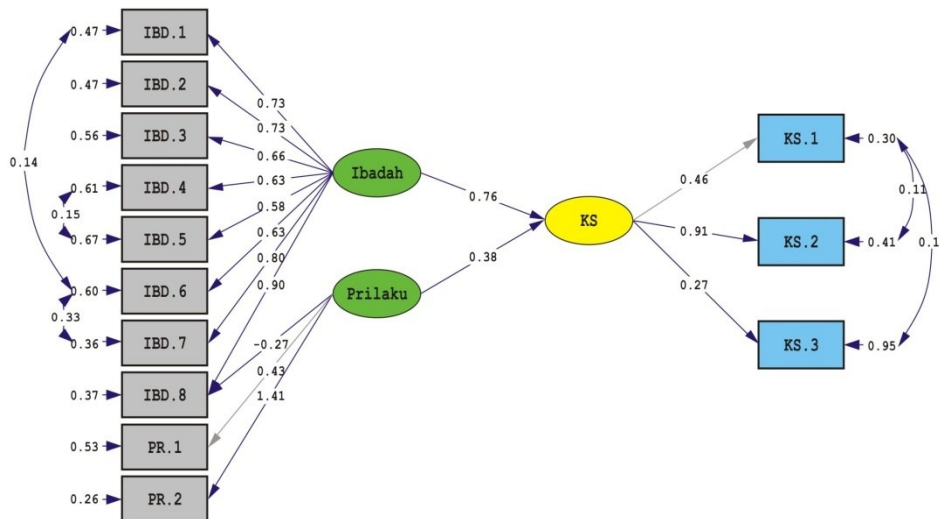 0.47 IBD.1
0.47 IBD.2
0.73
0.73
0.56 IBD.3
0.66
KS.1 0.30
0.14
0.61 IBD.4
0.63
Ibadah
0.46
0.11
0.15
0.58
0.76
0.67 IBD.5
0.63
KS
0.91
KS.2 0.41
0.1
0.80
0.38
0.27
0.60 IBD.6
0.90
Prilaku
0.33
0.36 IBD.7
-0.27
KS.3 0.95
0.43
0.37 IBD.8
1.41
0.53 PR.1
0.26 PR.2